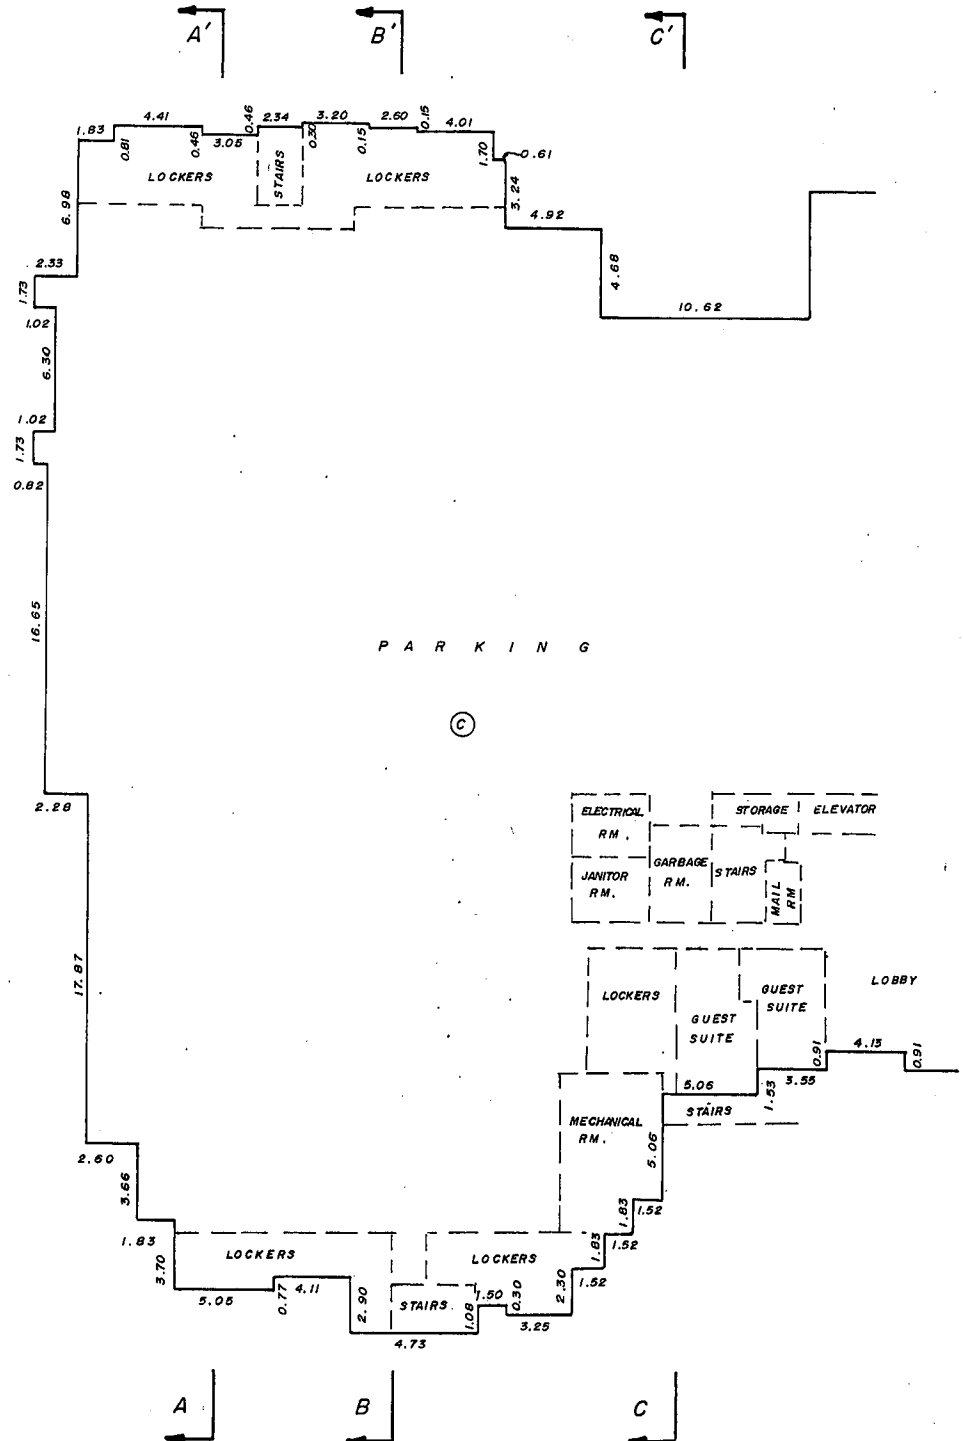 A' B' C'
4.41 0.46 2.34 3.20 2.60 0.15 4.01
1.83 0.81 0.46 3.05 0.30 0.15 1.70 0.61
LOCKERS STAIRS LOCKERS
6.98 3.24
4.92
2.33 4.68
1.73 10.62
1.02
6.30
1.02
1.73
0.82
16.65
PARKING
C
2.28
ELECTRICAL RM.
STORAGE ELEVATOR
JANITOR RM.
GARBAGE RM.
STAIRS
MAIL RM
17.87
LOCKERS
GUEST SUITE
GUEST SUITE
LOBBY
0.91 4.13 0.91
5.06 1.53 3.55
STAIRS
MECHANICAL RM.
5.06
2.60
3.66
1.83 1.52
1.83 1.83 1.52
LOCKERS LOCKERS
3.70 2.30 1.52
5.05 0.77 4.11 2.90 STAIRS 1.08 1.50 0.30 3.25
4.73
A B C